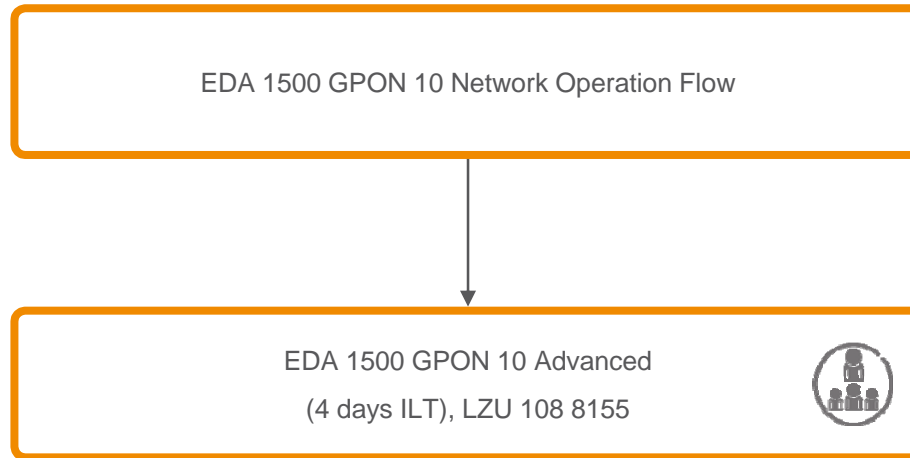 EDA 1500 GPON 10 Network Operation Flow
EDA 1500 GPON 10 Advanced
(4 days ILT), LZU 108 8155